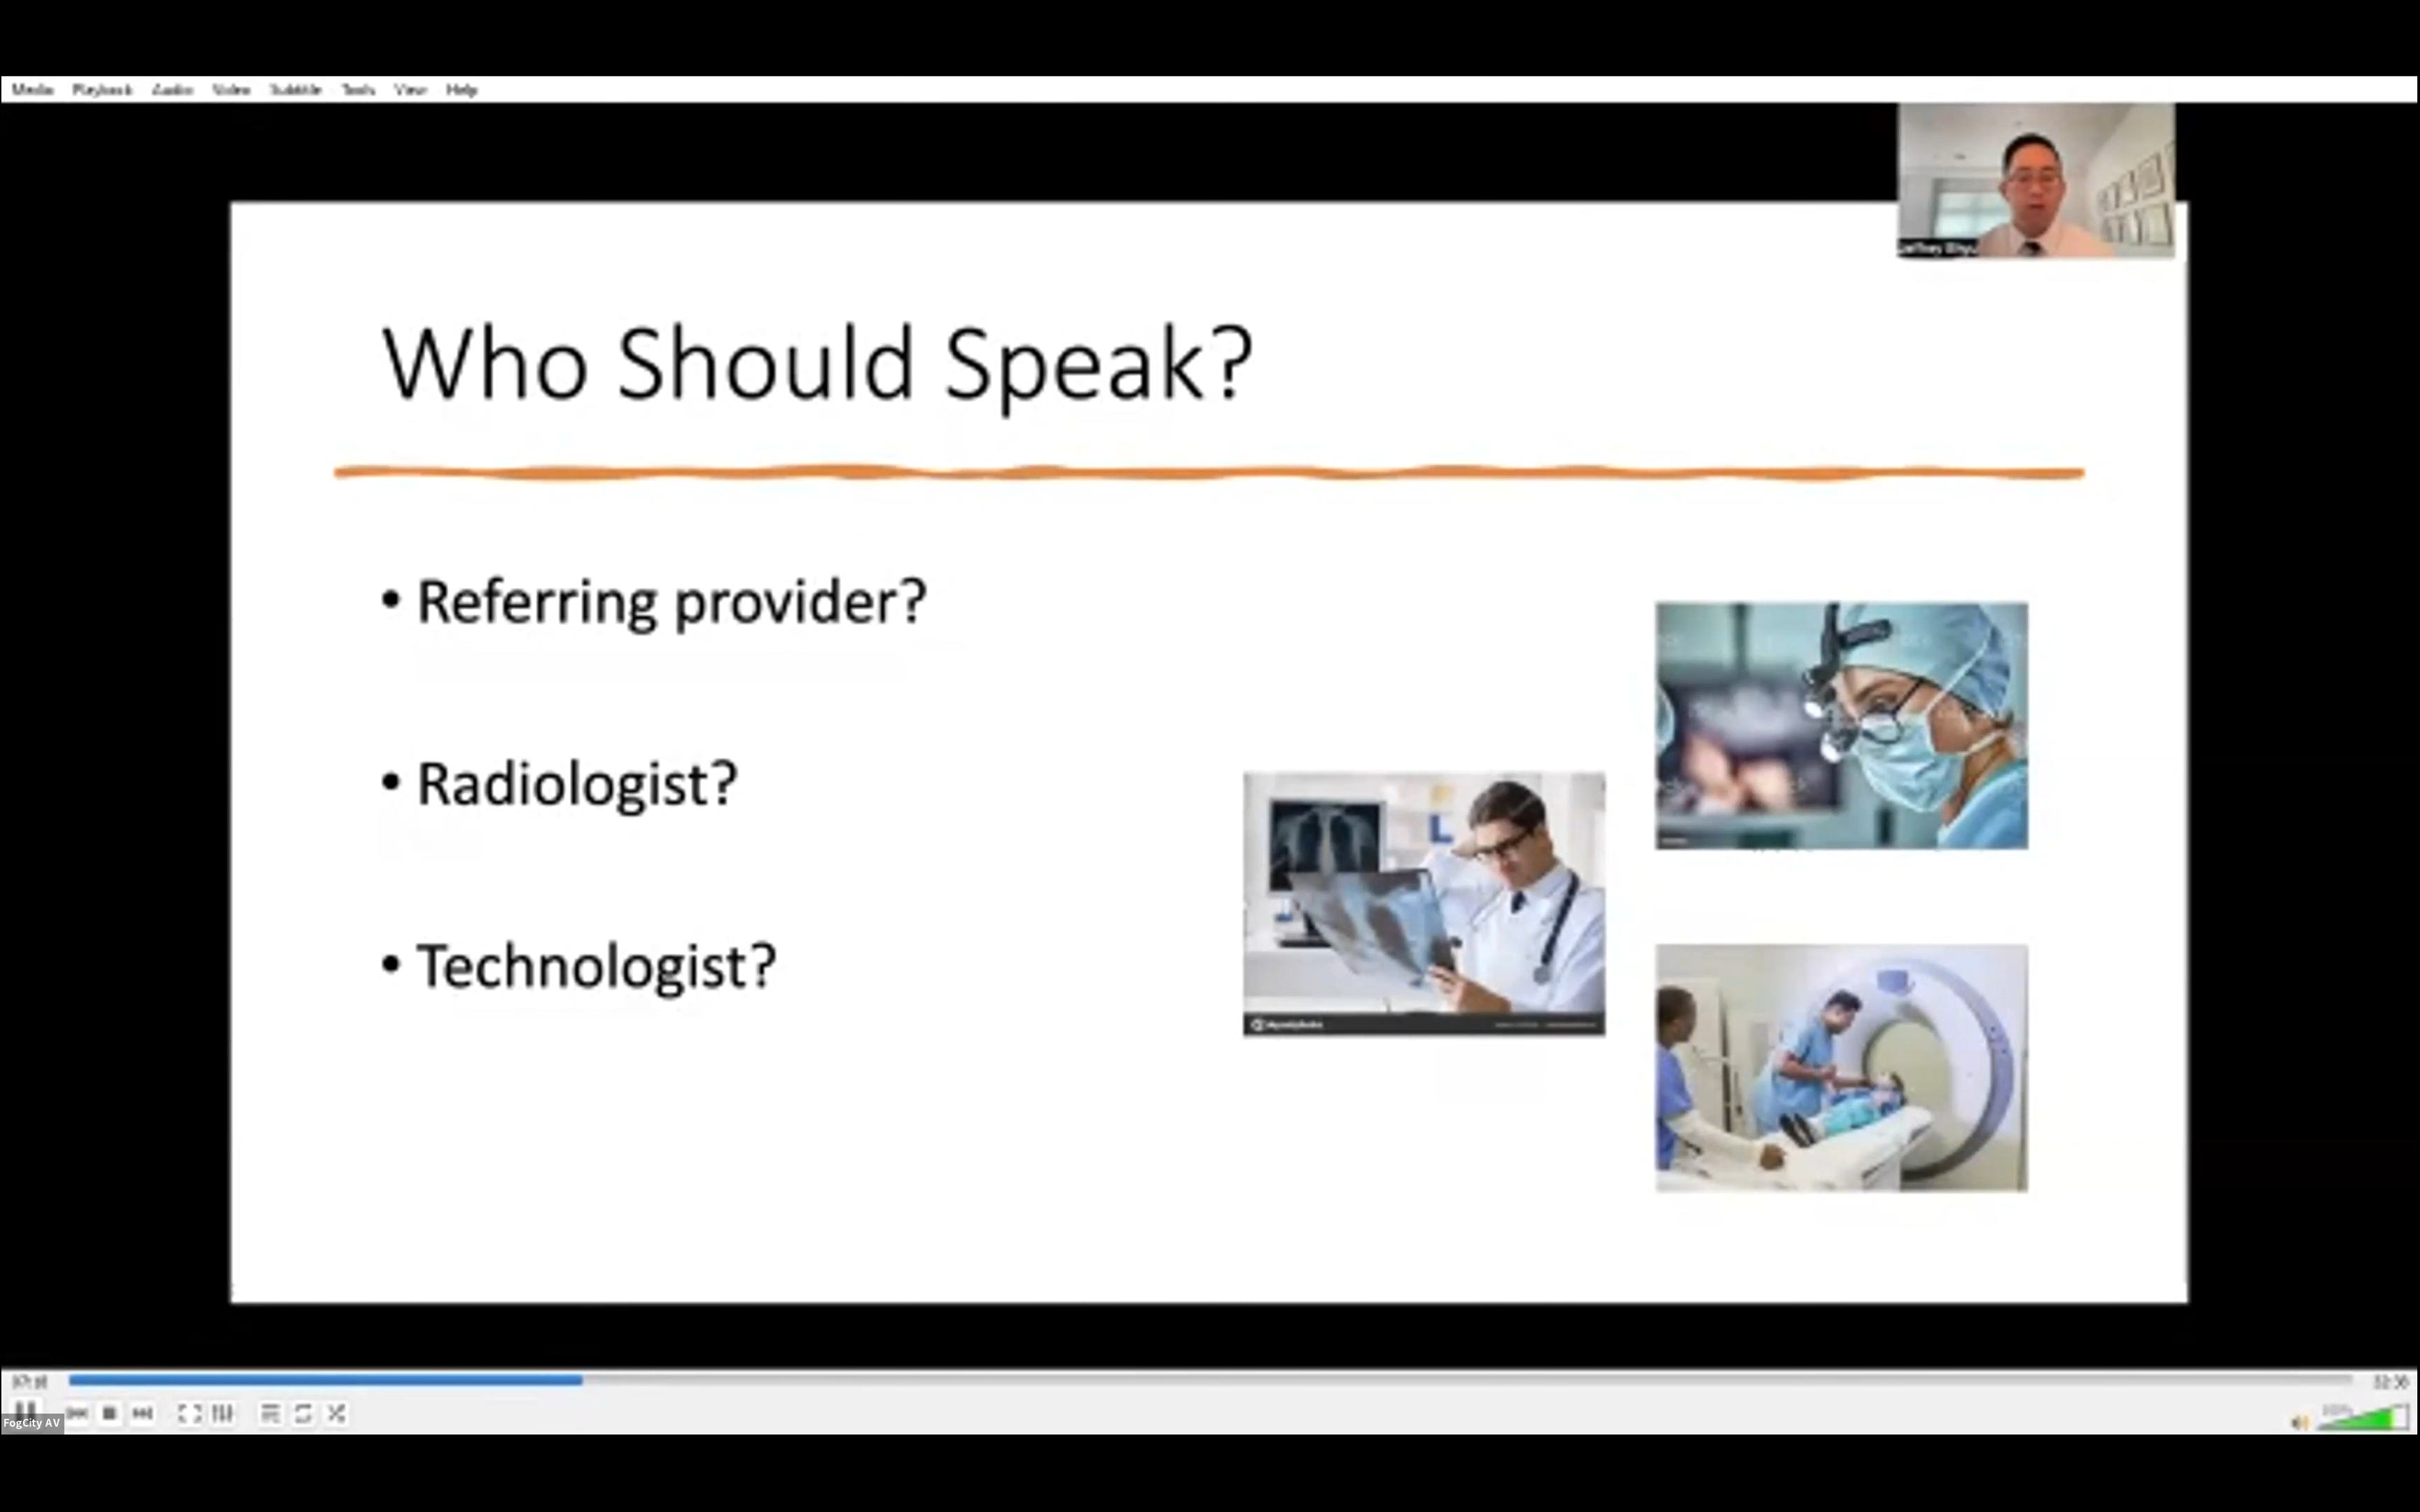 Media Playback Audio Video Subtitle Tools View Help
Who Should Speak?
• Referring provider?
• Radiologist?
• Technologist?
FogCity AV